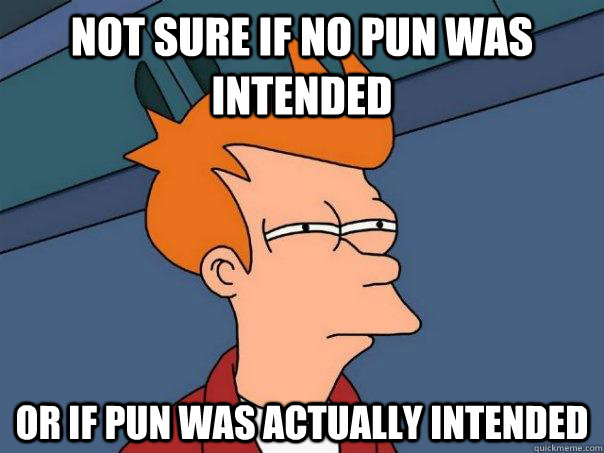 NOT SURE IF NO PUN WAS
INTENDED
OR IF PUN WAS ACTUALLY INTENDED
quickmeme.com